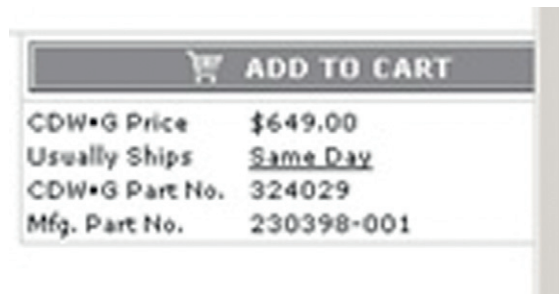 ADD TO CART
CDW•G Price $649.00
Usually Ships Same Day
CDW•G Part No. 324029
Mfg. Part No. 230398-001